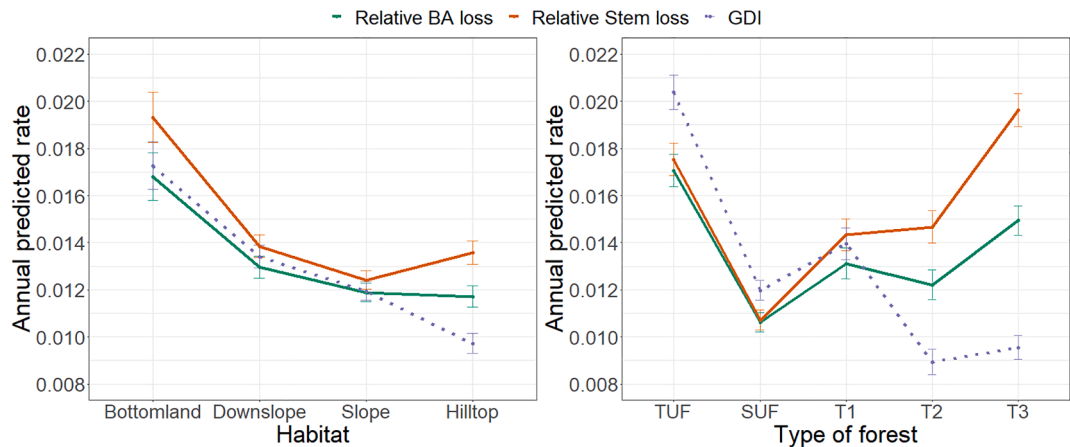 Relative BA loss Relative Stem loss GDI
Annual predicted rate
0.022
0.020
0.018
0.016
0.014
0.012
0.010
0.008
Bottomland Downslope Slope Hilltop
Habitat
Annual predicted rate
0.022
0.020
0.018
0.016
0.014
0.012
0.010
0.008
TUF SUF T1 T2 T3
Type of forest